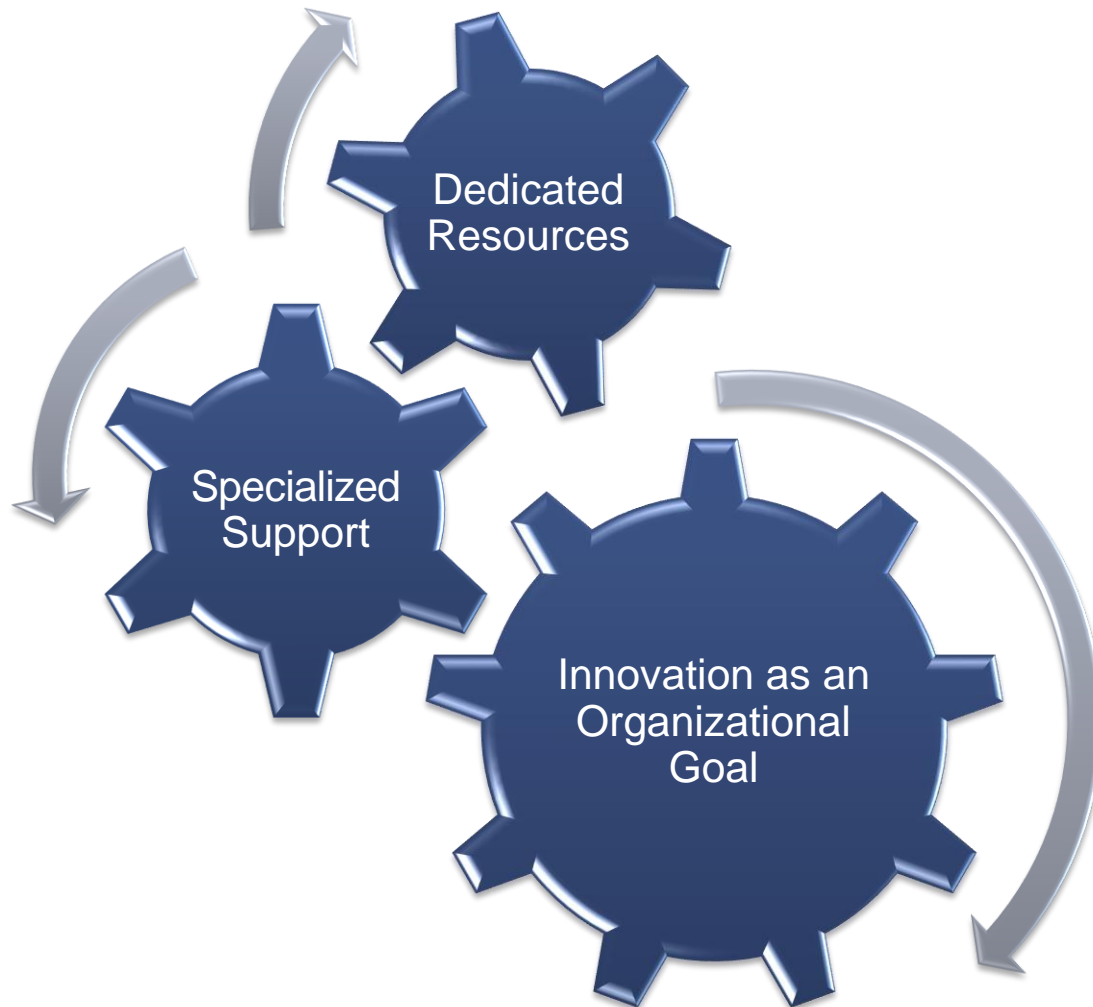 Dedicated
Resources
Specialized
Support
Innovation as an
Organizational
Goal